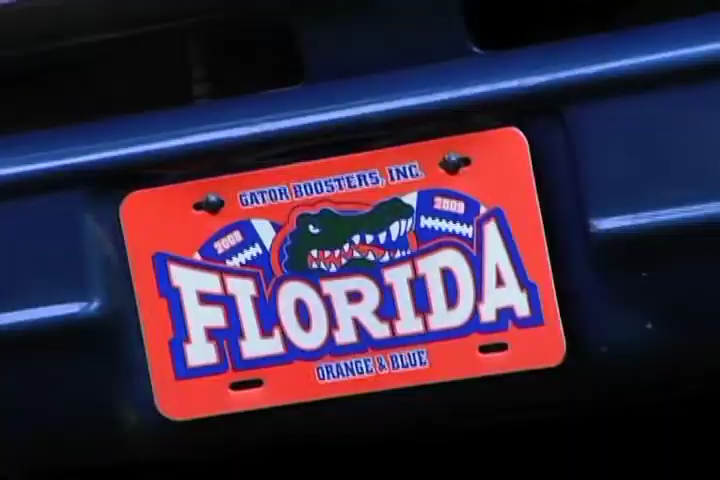 GATOR BOOSTERS, INC.
2008 2009
FLORIDA
ORANGE & BLUE